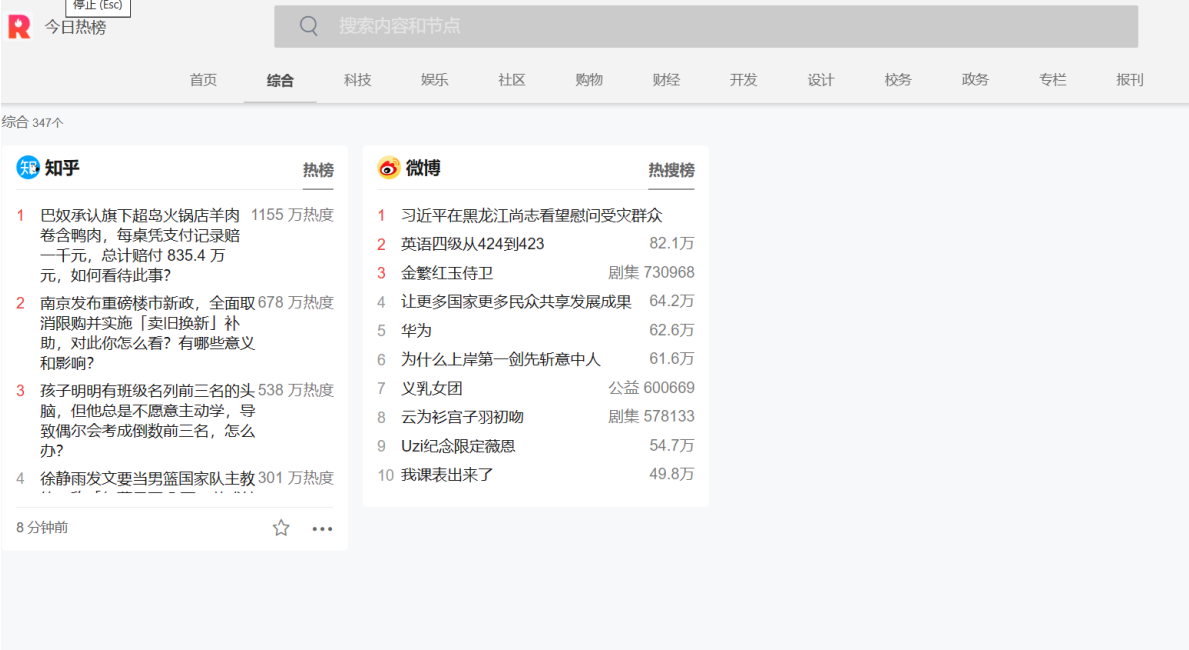 停止 (Esc)
今日热榜
搜索内容和节点
首页 综合 科技 娱乐 社区 购物 财经 开发 设计 校务 政务 专栏 报刊
综合 347个
知乎 热榜
1 巴奴承认旗下超岛火锅店羊肉 1155 万热度
卷含鸭肉，每桌凭支付记录赔
一千元，总计赔付 835.4 万
元，如何看待此事？
2 南京发布重磅楼市新政，全面取 678 万热度
消限购并实施「卖旧换新」补
助，对此你怎么看？有哪些意义
和影响？
3 孩子明明有班级名列前三名的头 538 万热度
脑，但他总是不愿意主动学，导
致偶尔会考成倒数前三名，怎么
办？
4 徐静雨发文要当男篮国家队主教 301 万热度
8 分钟前
微博 热搜榜
1 习近平在黑龙江尚志看望慰问受灾群众
2 英语四级从424到423 82.1万
3 金繁红玉侍卫 剧集 730968
4 让更多国家更多民众共享发展成果 64.2万
5 华为 62.6万
6 为什么上岸第一剑先斩意中人 61.6万
7 义乳女团 公益 600669
8 云为衫宫子羽初吻 剧集 578133
9 Uzi纪念限定薇恩 54.7万
10 我课表出来了 49.8万